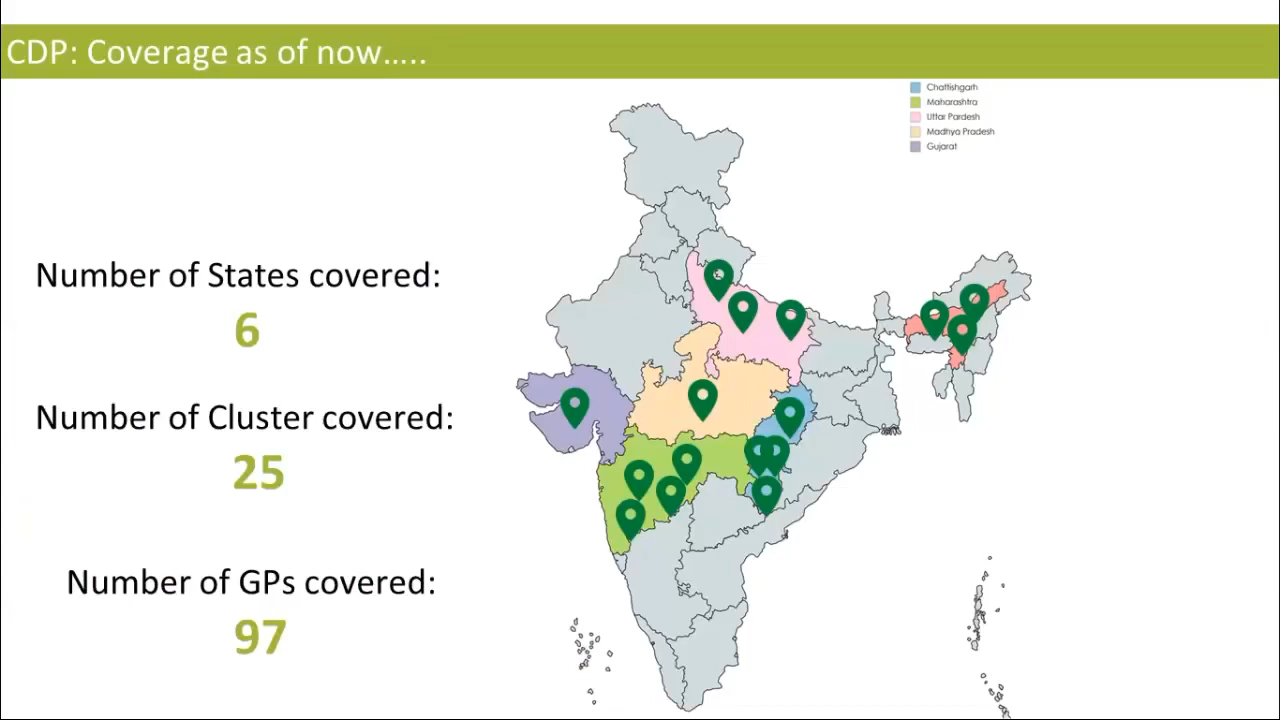 CDP: Coverage as of now.....
Chattishgarh
Maharashtra
Uttar Pardesh
Madhya Pradesh
Gujarat
Number of States covered:
6
Number of Cluster covered:
25
Number of GPs covered:
97